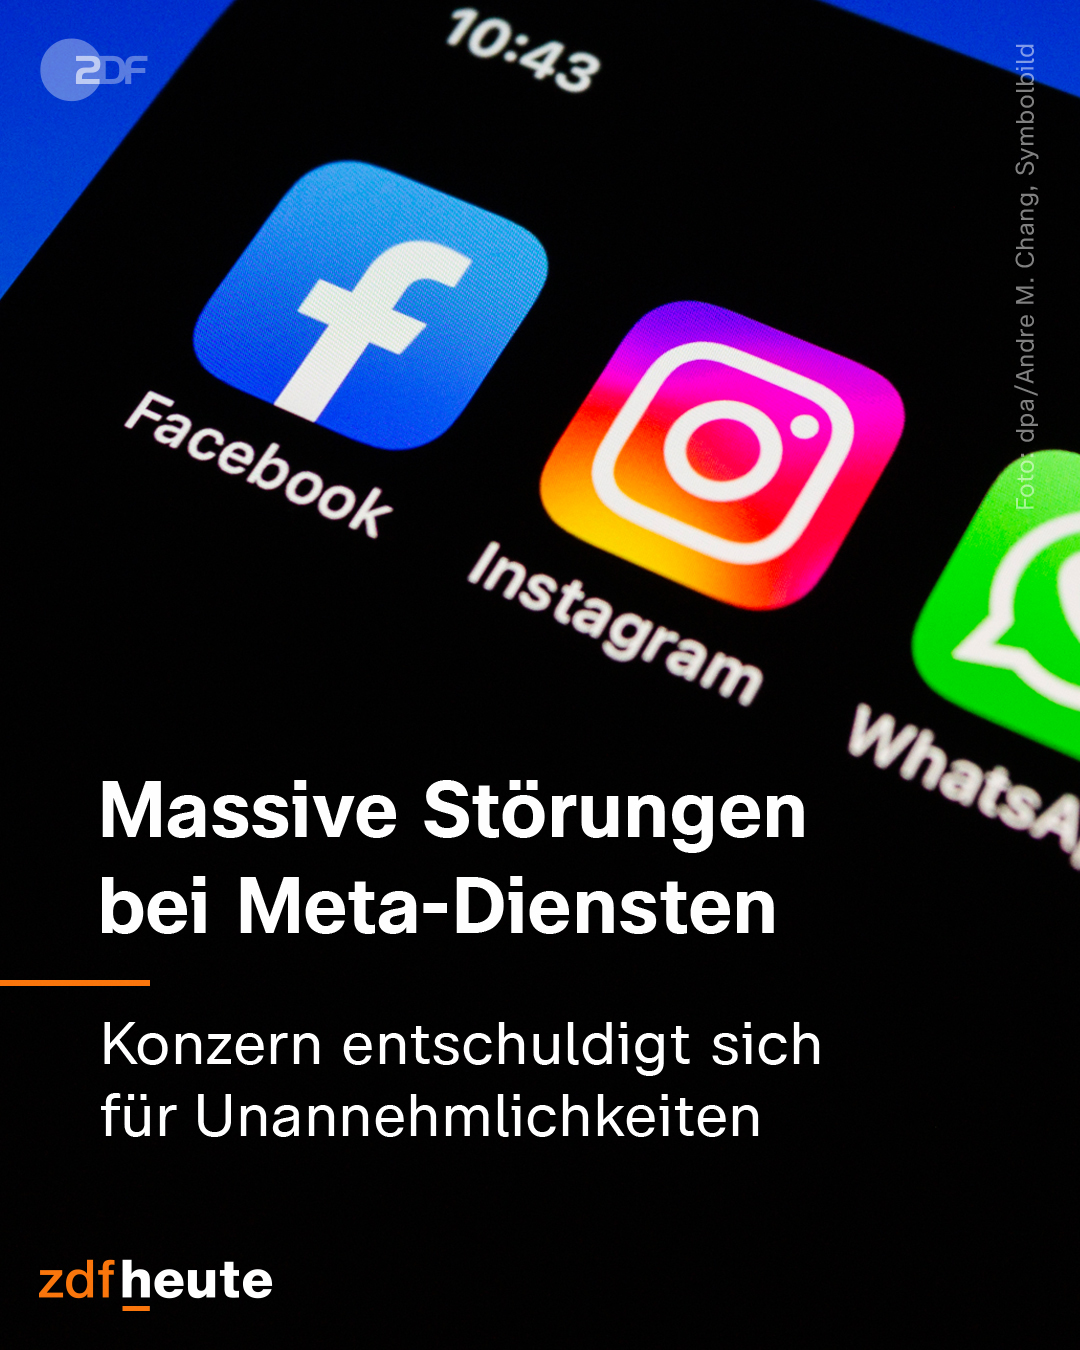 ZDF
10:43
Foto: dpa/Andre M. Chang, Symbolbild
Facebook
Instagram
WhatsAp
Massive Störungen
bei Meta-Diensten
Konzern entschuldigt sich
für Unannehmlichkeiten
zdfheute